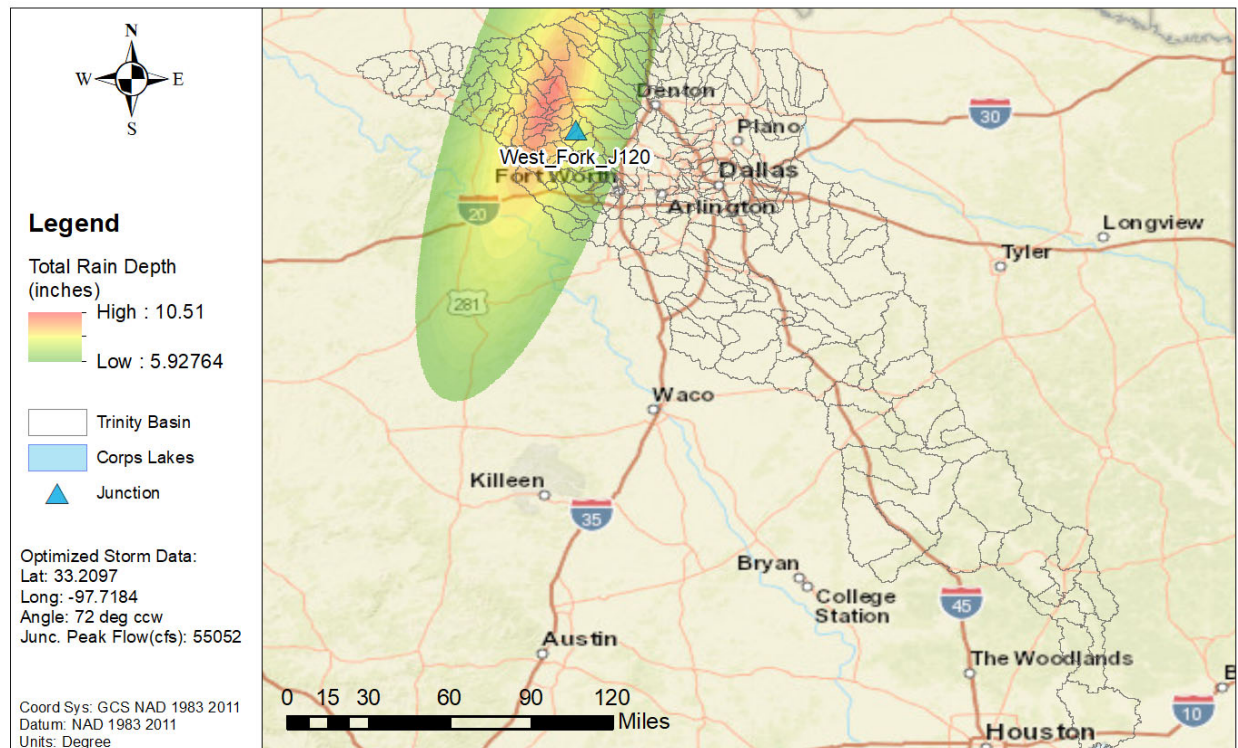 N
W E
S
Legend
Total Rain Depth
(inches)
High : 10.51
Low : 5.92764
Trinity Basin
Corps Lakes
Junction
Optimized Storm Data:
Lat: 33.2097
Long: -97.7184
Angle: 72 deg ccw
Junc. Peak Flow(cfs): 55052
Coord Sys: GCS NAD 1983 2011
Datum: NAD 1983 2011
Units: Degree
Denton
30
Plano
West_Fork_J120
Fort Worth
Dallas
20
Arlington
Longview
Tyler
281
Waco
Killeen
35
Bryan
College
Station
45
Austin
The Woodlands
B
10
Houston
0 15 30 60 90 120
Miles